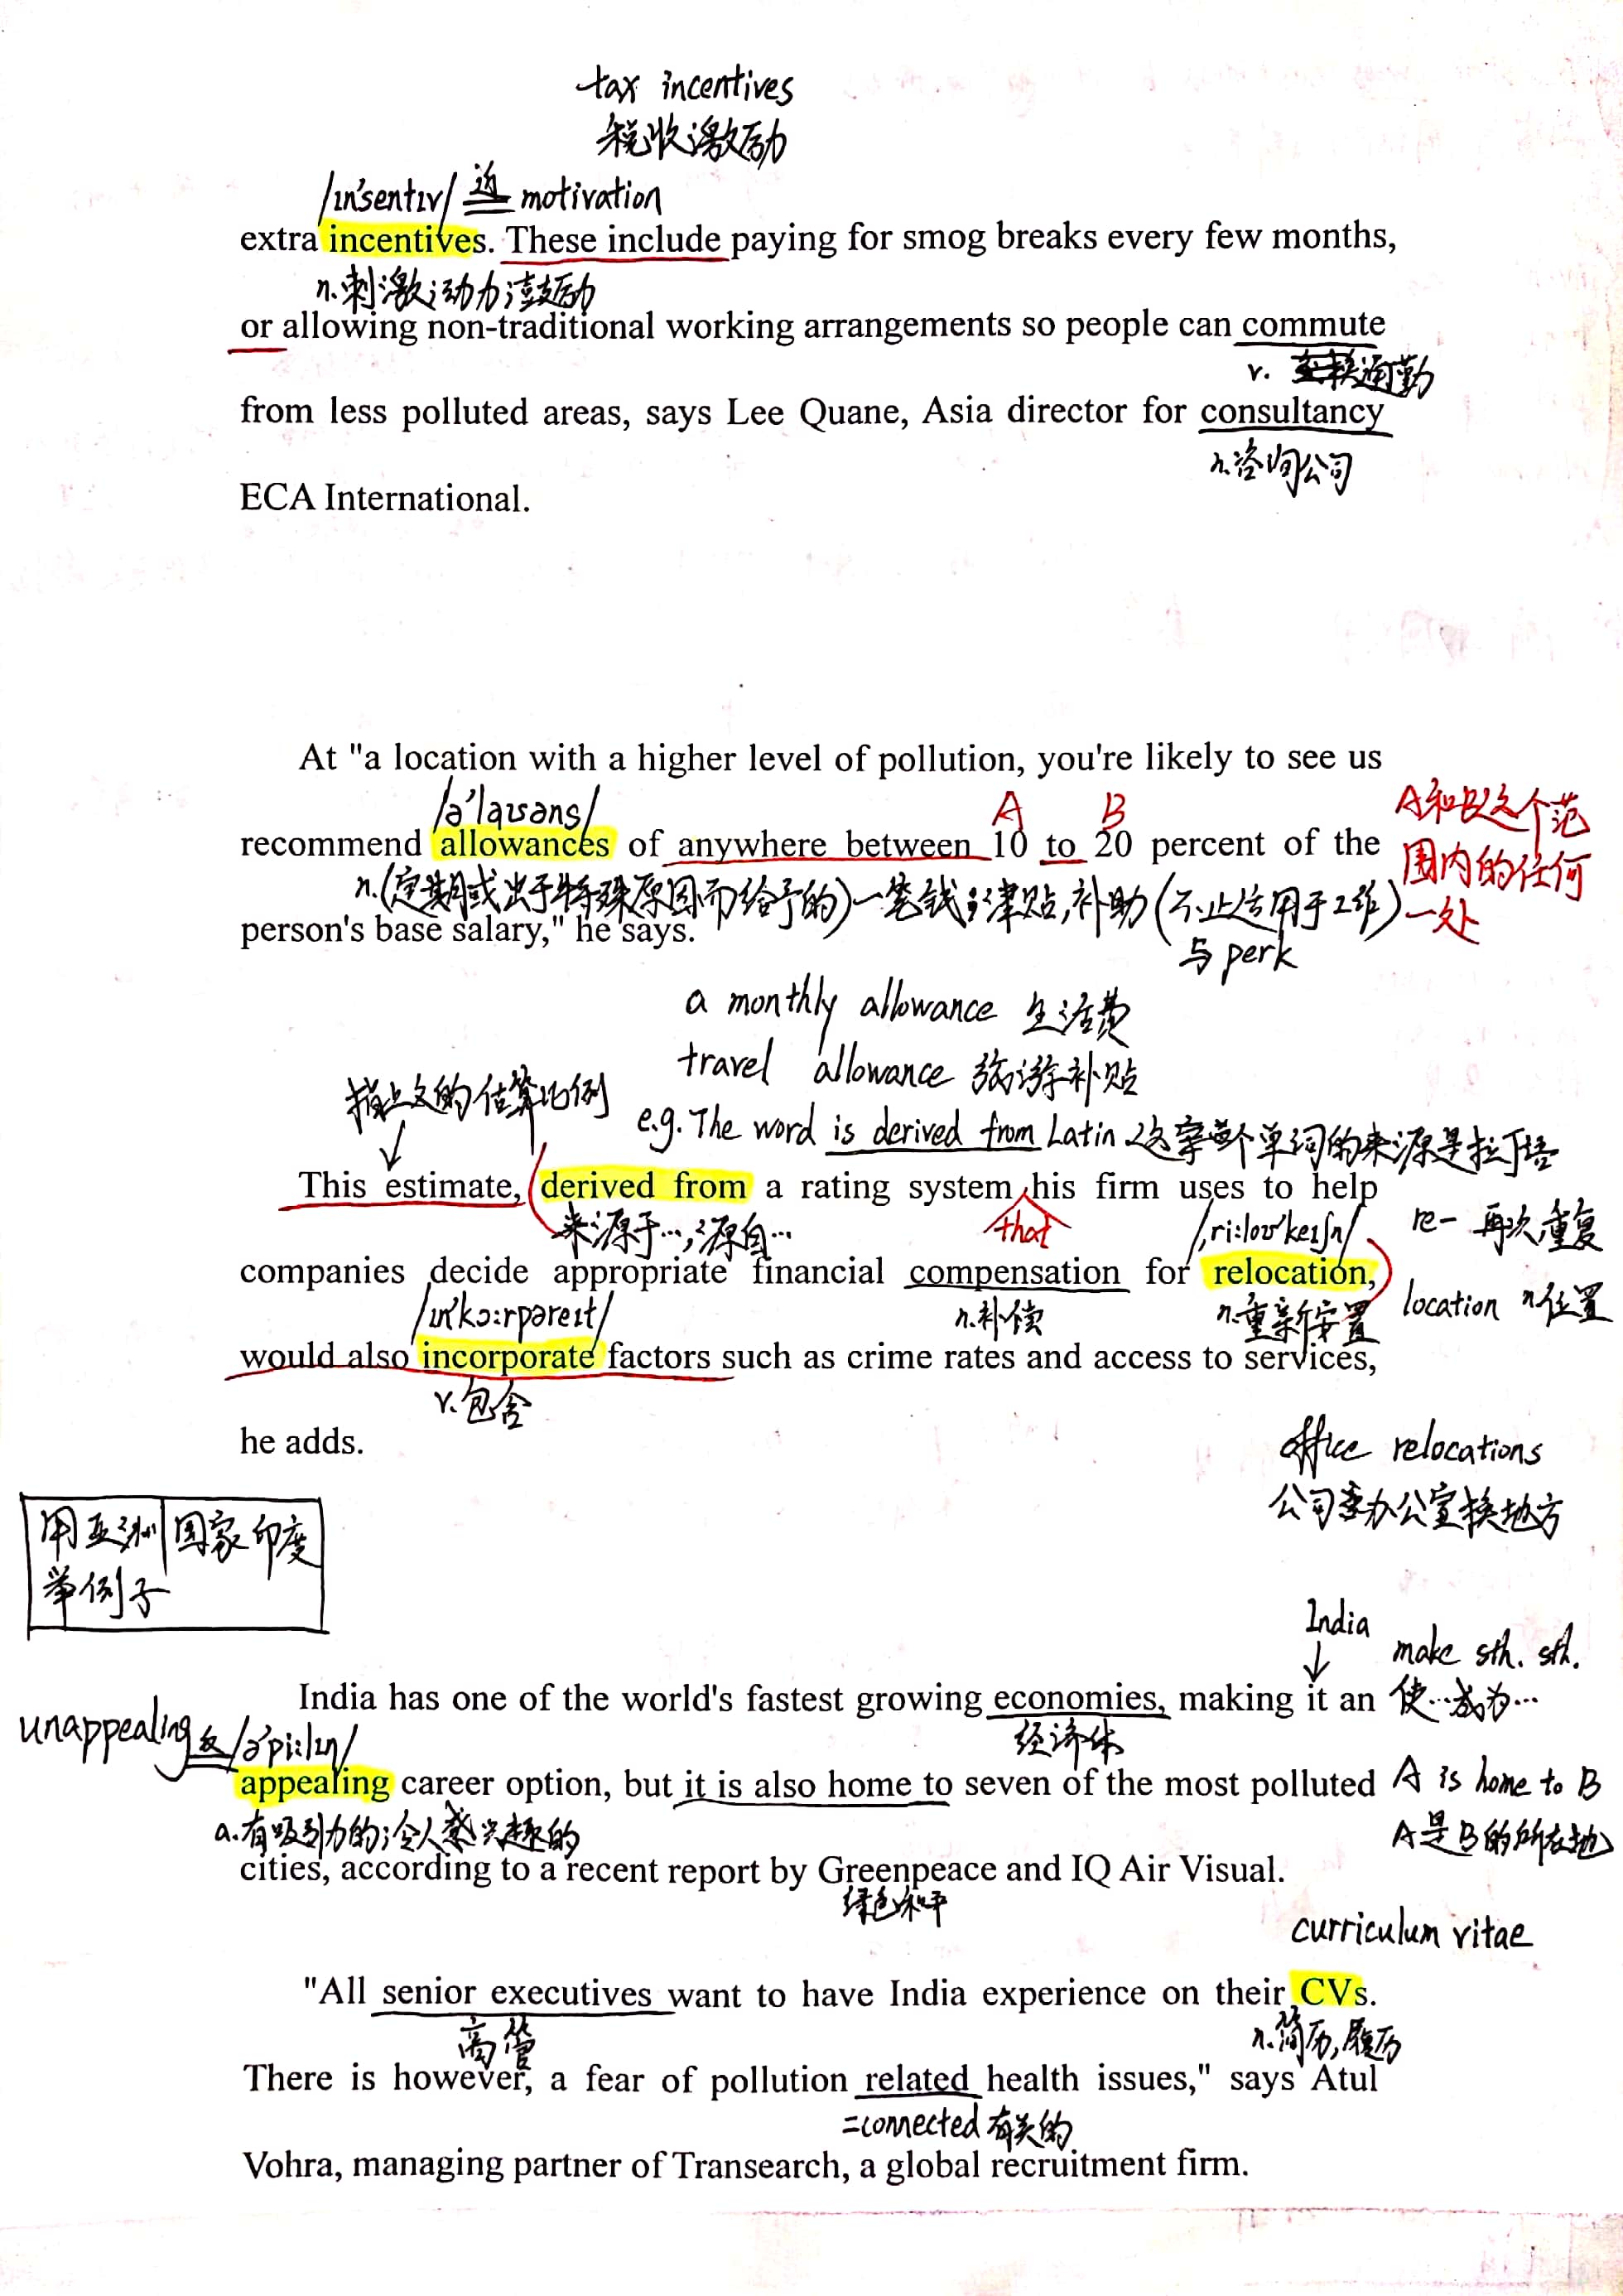 tax incentives
税收激励
/ɪn'sentɪv/ 近 motivation
extra incentives. These include paying for smog breaks every few months,
n.刺激;动力;鼓励
or allowing non-traditional working arrangements so people can commute
v. 通勤
from less polluted areas, says Lee Quane, Asia director for consultancy
n.咨询公司
ECA International.
At "a location with a higher level of pollution, you're likely to see us
/ə'laʊəns/ A B
A和B这个范
recommend allowances of anywhere between 10 to 20 percent of the
围内的任何
n.(定期或出于特殊原因而给予的)一笔钱;津贴,补助(不止适用于工作)
一处
person's base salary," he says.
与 perk
a monthly allowance 生活费
travel allowance 旅游补贴
指上文的估算比例
e.g. The word is derived from Latin 这个单词的来源是拉丁语
This estimate, derived from a rating system his firm uses to help
来源于…;源自…
that
/ˌriːloʊ'keɪʃn/
re- 再次,重复
companies decide appropriate financial compensation for relocation,
location n.位置
/ɪn'kɔːrpəreɪt/
n.补偿
n.重新安置
would also incorporate factors such as crime rates and access to services,
v.包含
he adds.
office relocations
公司办公室换地方
用亚洲国家印度
举例子
India
make sth. sth.
India has one of the world's fastest growing economies, making it an
使…成为…
unappealing 反 /ə'piːlɪŋ/
经济体
appealing career option, but it is also home to seven of the most polluted
A is home to B
a.有吸引力的;令人感兴趣的
A是B的所在地
cities, according to a recent report by Greenpeace and IQ Air Visual.
绿色和平
curriculum vitae
"All senior executives want to have India experience on their CVs.
高管
n.简历,履历
There is however, a fear of pollution related health issues," says Atul
=connected 有关的
Vohra, managing partner of Transearch, a global recruitment firm.